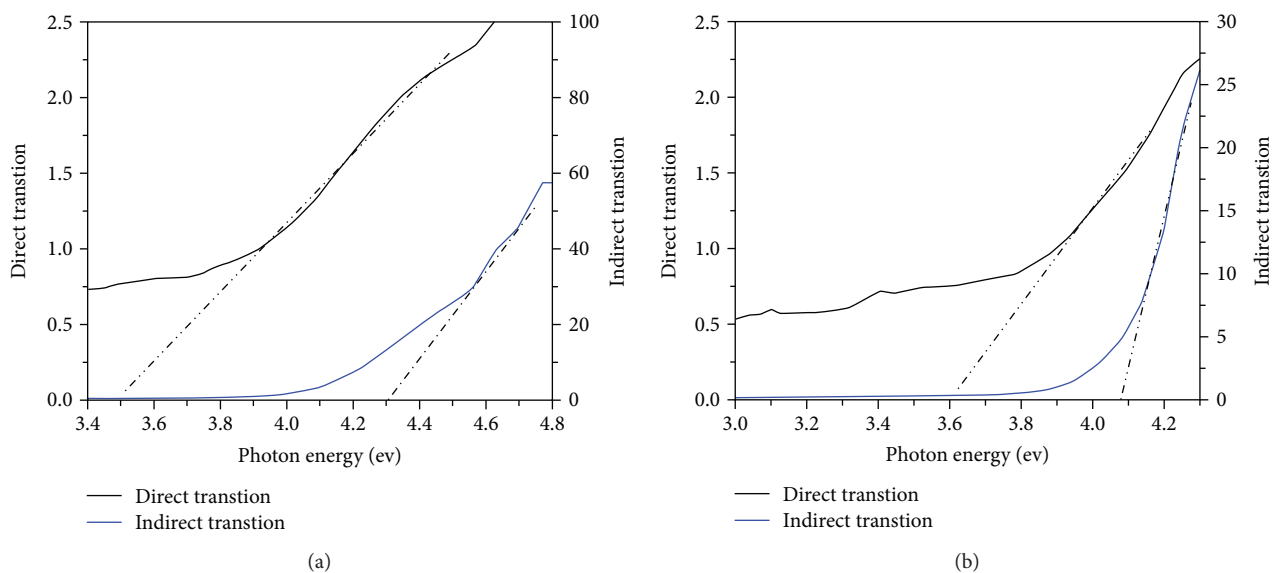 2.5
2.0
1.5
1.0
0.5
0.0
Direct transtion
100
80
60
40
20
0
Indirect transtion
3.4 3.6 3.8 4.0 4.2 4.4 4.6 4.8
Photon energy (ev)
Direct transtion
Indirect transtion
(a)
2.5
2.0
1.5
1.0
0.5
0.0
Direct transtion
30
25
20
15
10
5
0
Indirect transtion
3.0 3.2 3.4 3.6 3.8 4.0 4.2
Photon energy (ev)
Direct transtion
Indirect transtion
(b)